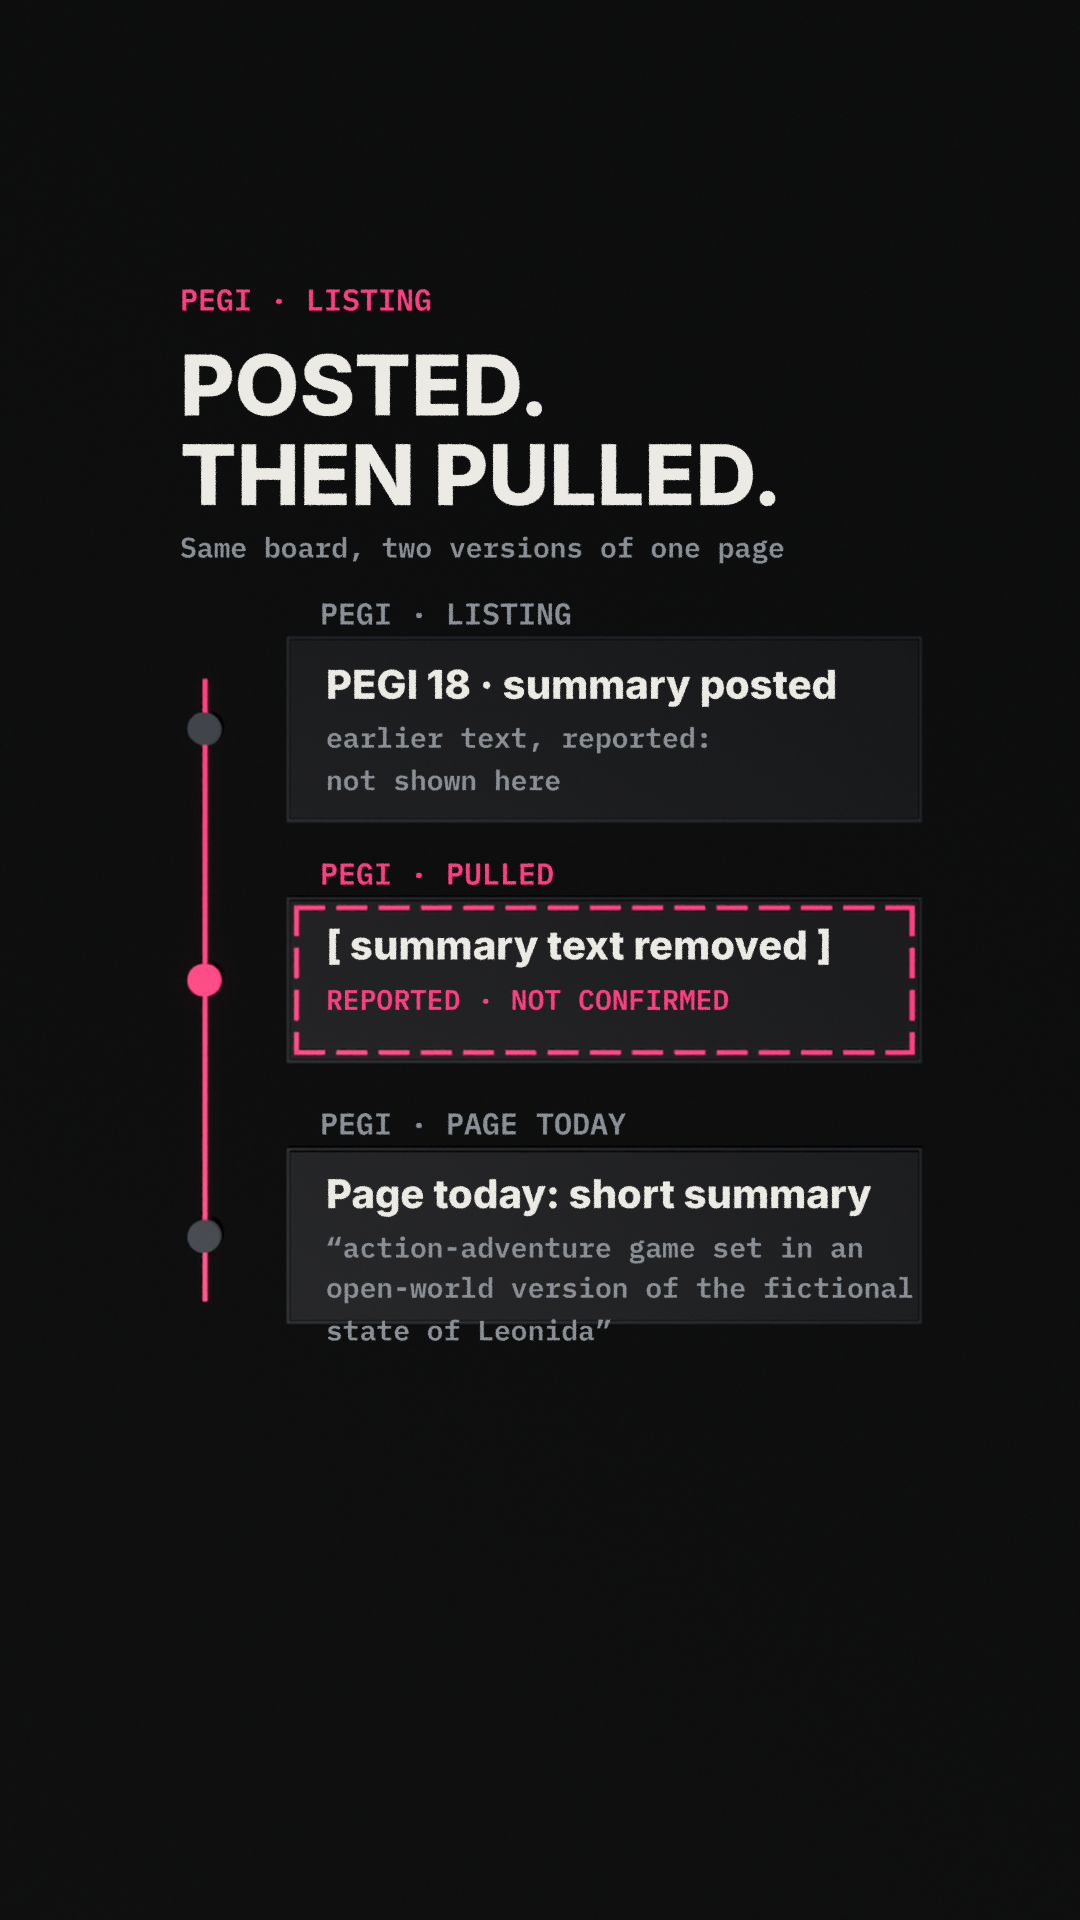 PEGI · LISTING
POSTED.
THEN PULLED.
Same board, two versions of one page
PEGI · LISTING
PEGI 18 · summary posted
earlier text, reported:
not shown here
PEGI · PULLED
[ summary text removed ]
REPORTED · NOT CONFIRMED
PEGI · PAGE TODAY
Page today: short summary
“action-adventure game set in an
open-world version of the fictional
state of Leonida”